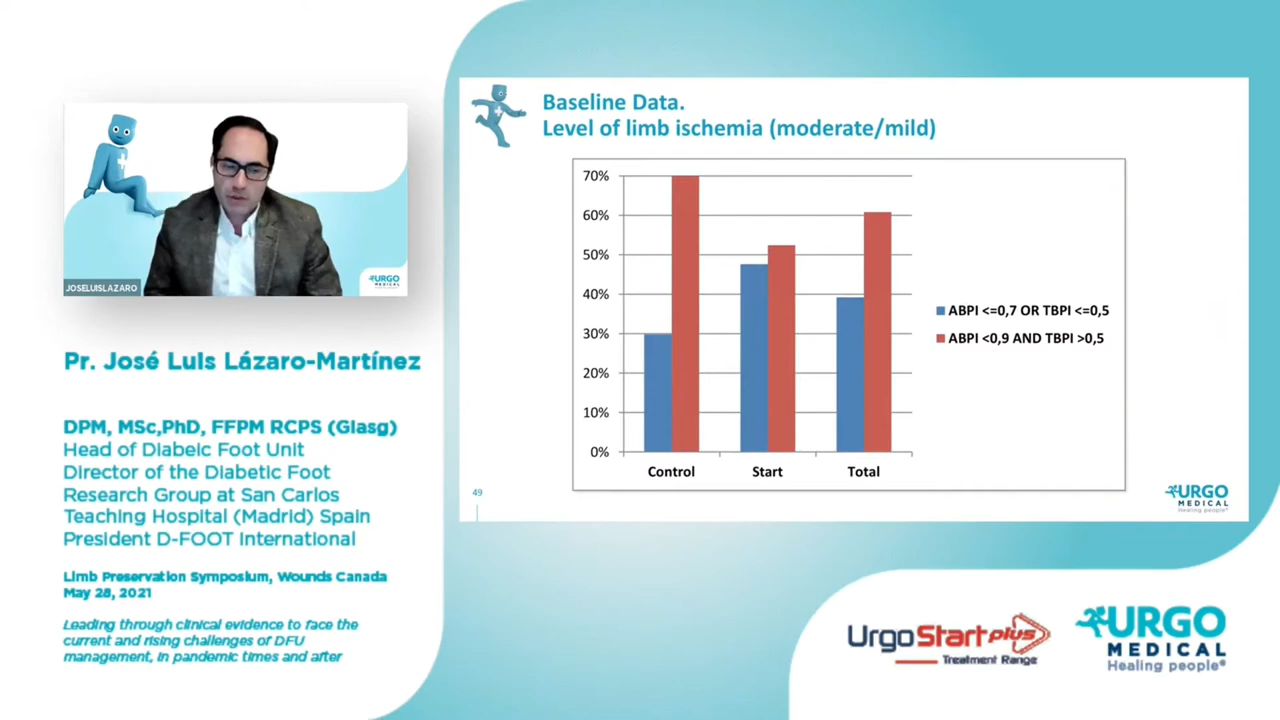 JOSELUISLAZARO
URGO
MEDICAL
Pr. José Luis Lázaro-Martínez
DPM, MSc,PhD, FFPM RCPS (Glasg)
Head of Diabeic Foot Unit
Director of the Diabetic Foot
Research Group at San Carlos
Teaching Hospital (Madrid) Spain
President D-FOOT International
Limb Preservation Symposium, Wounds Canada
May 28, 2021
Leading through clinical evidence to face the
current and rising challenges of DFU
management, in pandemic times and after
Baseline Data.
Level of limb ischemia (moderate/mild)
70%
60%
50%
40%
30%
20%
10%
0%
Control
Start
Total
ABPI <=0,7 OR TBPI <=0,5
ABPI <0,9 AND TBPI >0,5
49
URGO
MEDICAL
Healing people®
UrgoStart plus
Treatment Range
URGO
MEDICAL
Healing people®